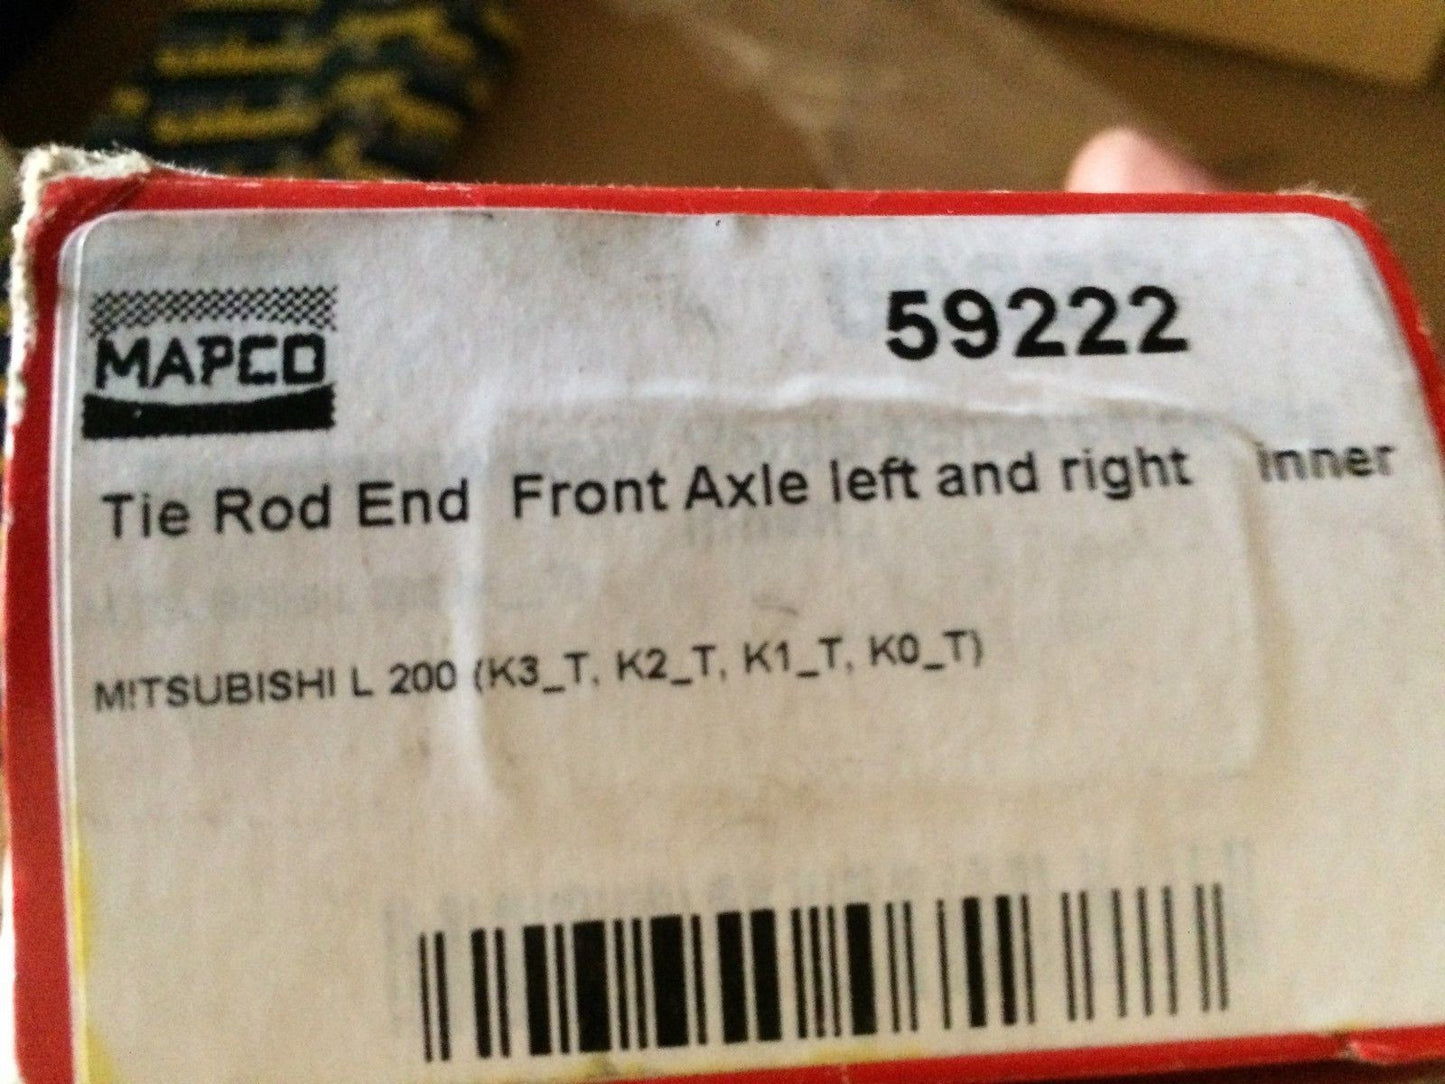 MAPCO
59222
Tie Rod End Front Axle left and right inner
MITSUBISHI L 200 (K3_T, K2_T, K1_T, K0_T)